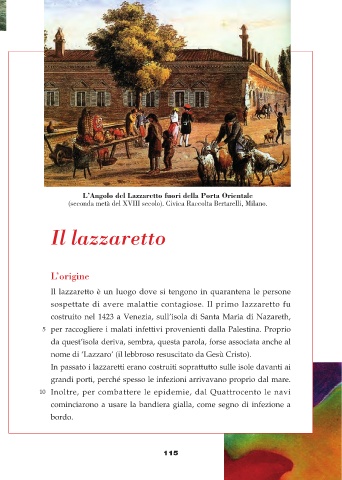 L'Angolo del Lazzaretto fuori della Porta Orientale
(seconda metà del XVIII secolo), Civica Raccolta Bertarelli, Milano.
Il lazzaretto
L'origine
Il lazzaretto è un luogo dove si tengono in quarantena le persone
sospettate di avere malattie contagiose. Il primo lazzaretto fu
costruito nel 1423 a Venezia, sull'isola di Santa Maria di Nazareth,
5 per raccogliere i malati infettivi provenienti dalla Palestina. Proprio
da quest'isola deriva, sembra, questa parola, forse associata anche al
nome di 'Lazzaro' (il lebbroso resuscitato da Gesù Cristo).
In passato i lazzaretti erano costruiti soprattutto sulle isole davanti ai
grandi porti, perché spesso le infezioni arrivavano proprio dal mare.
10 Inoltre, per combattere le epidemie, dal Quattrocento le navi
cominciarono a usare la bandiera gialla, come segno di infezione a
bordo.
115